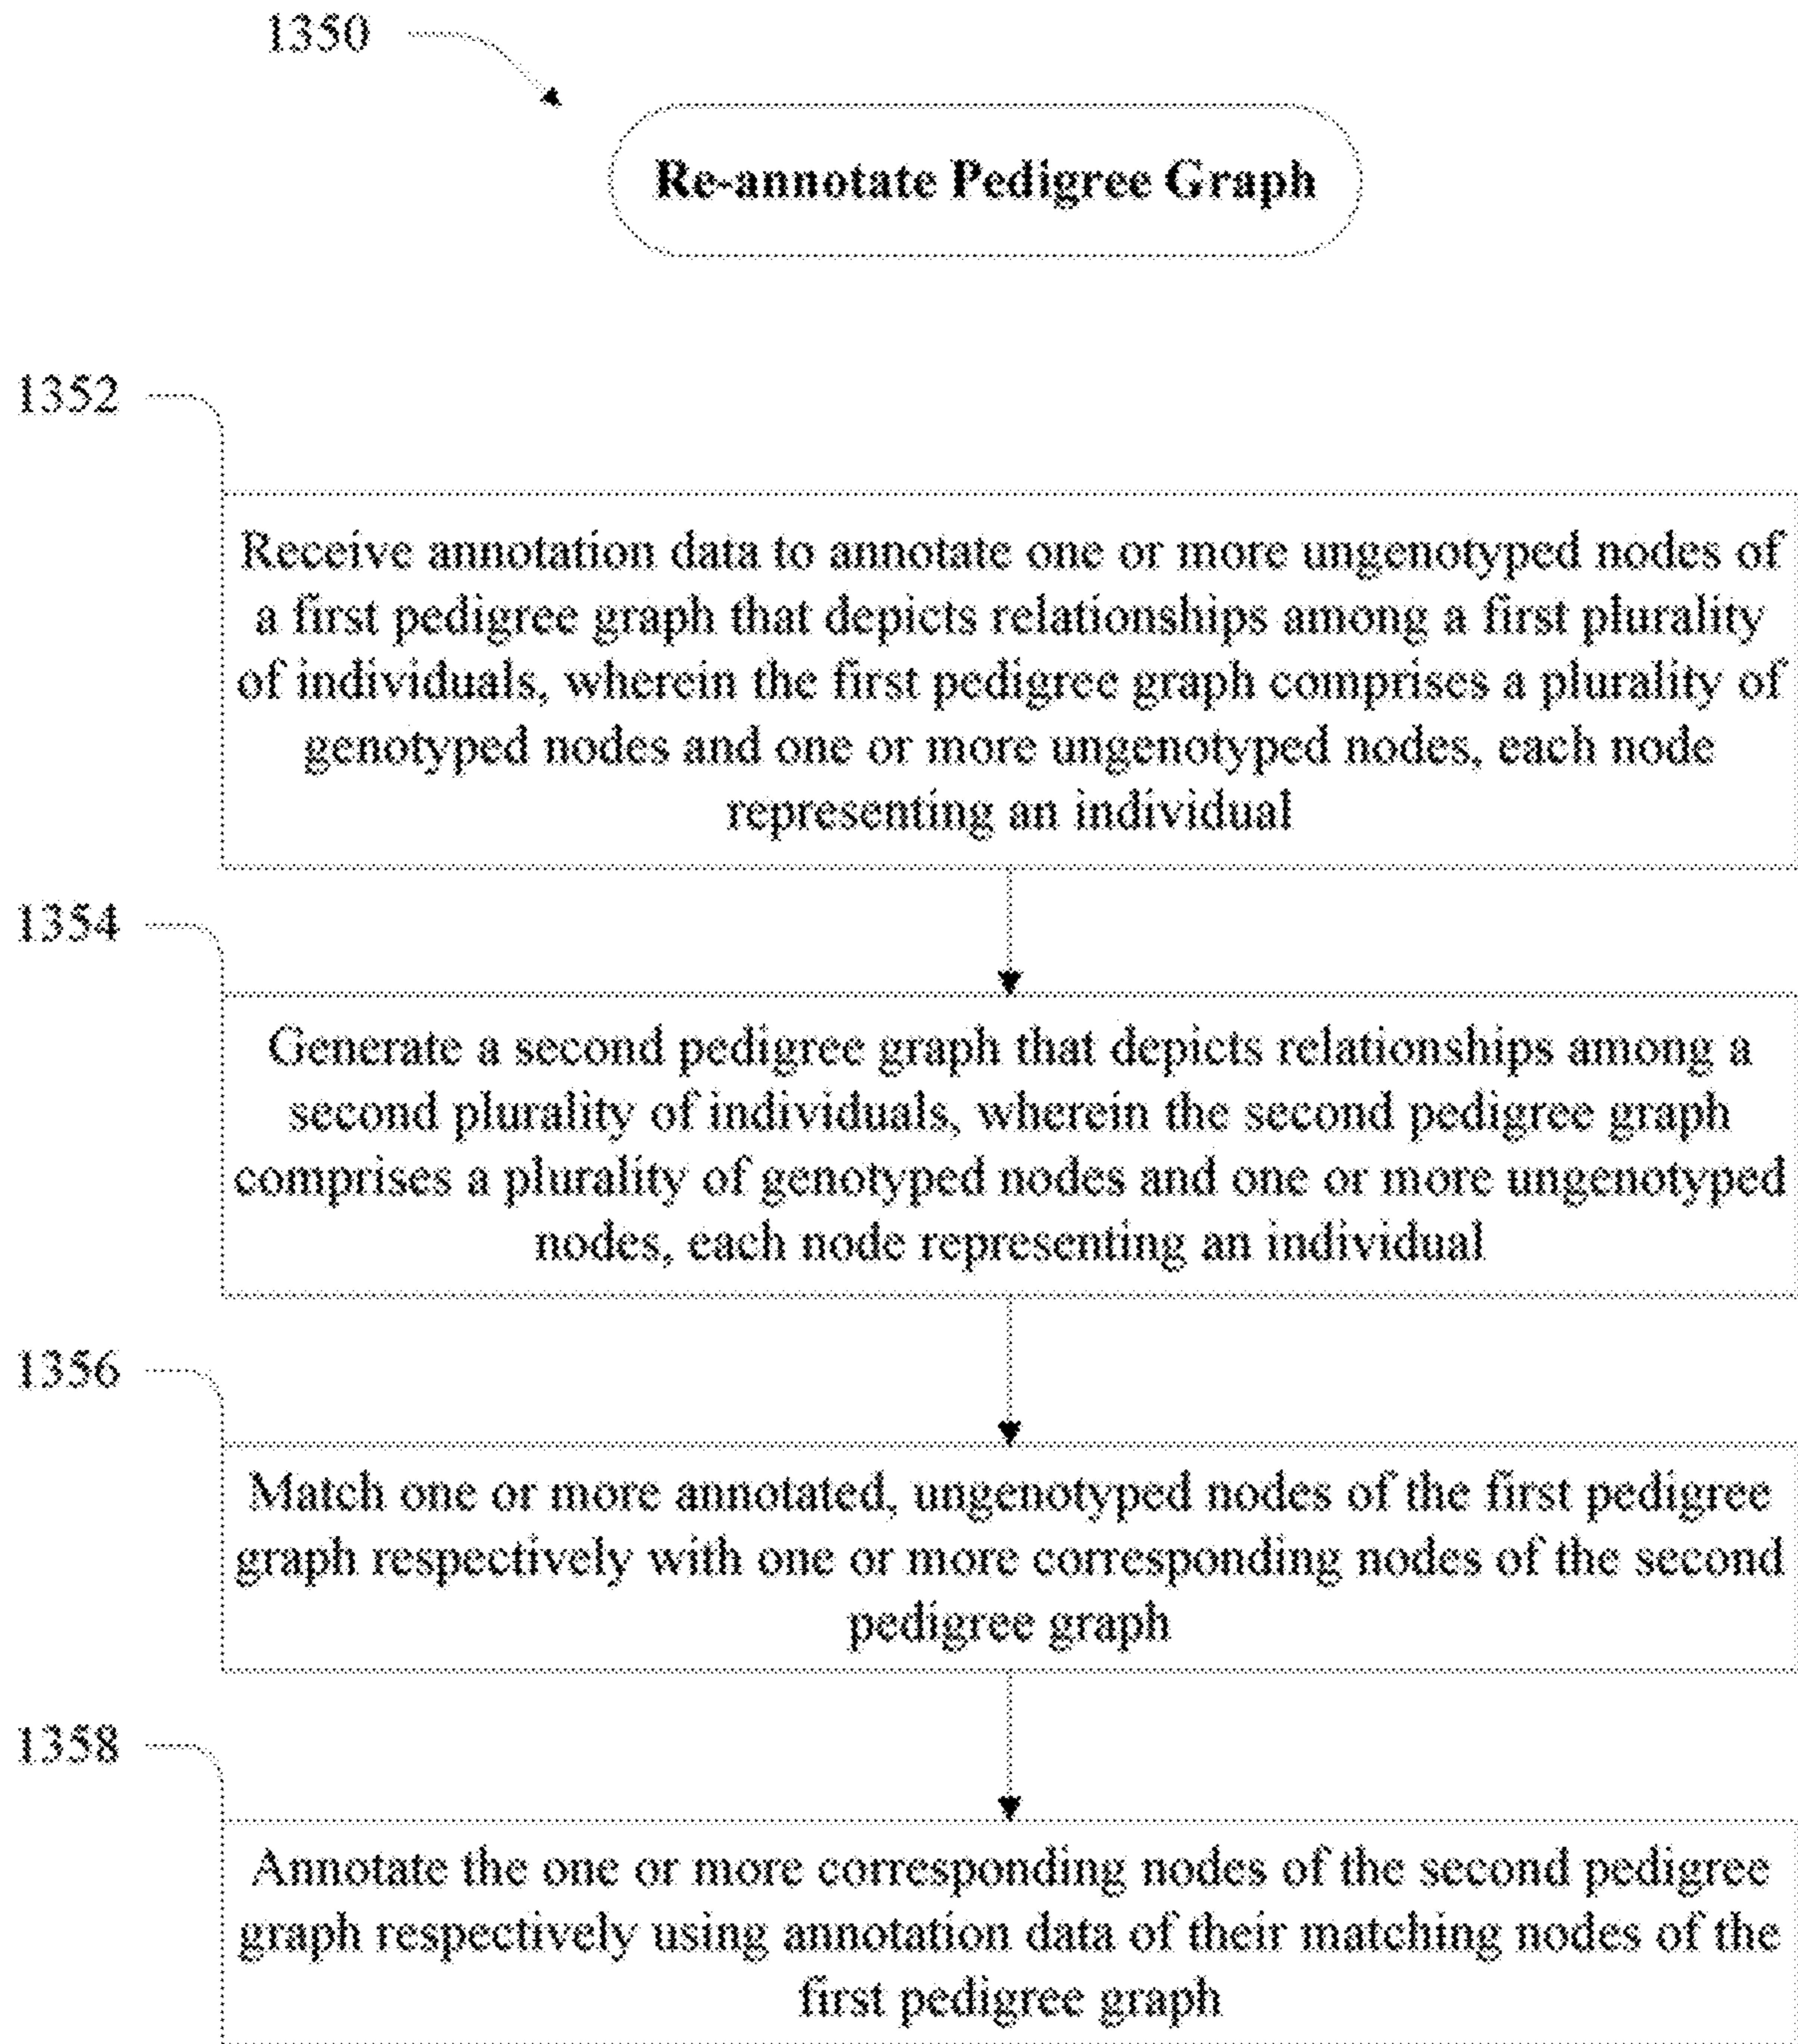 1350
Re-annotate Pedigree Graph
1352
Receive annotation data to annotate one or more ungenotyped nodes of
a first pedigree graph that depicts relationships among a first plurality
of individuals, wherein the first pedigree graph comprises a plurality of
genotyped nodes and one or more ungenotyped nodes, each node
representing an individual
1354
Generate a second pedigree graph that depicts relationships among a
second plurality of individuals, wherein the second pedigree graph
comprises a plurality of genotyped nodes and one or more ungenotyped
nodes, each node representing an individual
1356
Match one or more annotated, ungenotyped nodes of the first pedigree
graph respectively with one or more corresponding nodes of the second
pedigree graph
1358
Annotate the one or more corresponding nodes of the second pedigree
graph respectively using annotation data of their matching nodes of the
first pedigree graph